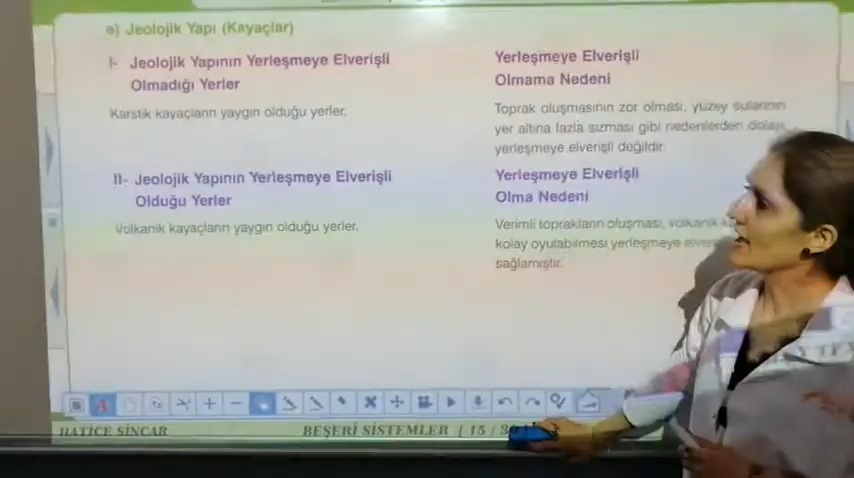 e) Jeolojik Yapı (Kayaçlar)
I- Jeolojik Yapının Yerleşmeye Elverişli
Olmadığı Yerler
Karstik kayaçların yaygın olduğu yerler.
Yerleşmeye Elverişli
Olmama Nedeni
Toprak oluşmasının zor olması, yüzey sularının
yer altına fazla sızması gibi nedenlerden dolayı
yerleşmeye elverişli değildir.
II- Jeolojik Yapının Yerleşmeye Elverişli
Olduğu Yerler
Volkanik kayaçların yaygın olduğu yerler.
Yerleşmeye Elverişli
Olma Nedeni
Verimli toprakların oluşması, volkanik
kolay oyulabilmesi yerleşmeye
sağlamıştır.
HATİCE SİNCAR
BEŞERİ SİSTEMLER [ 15 / 30